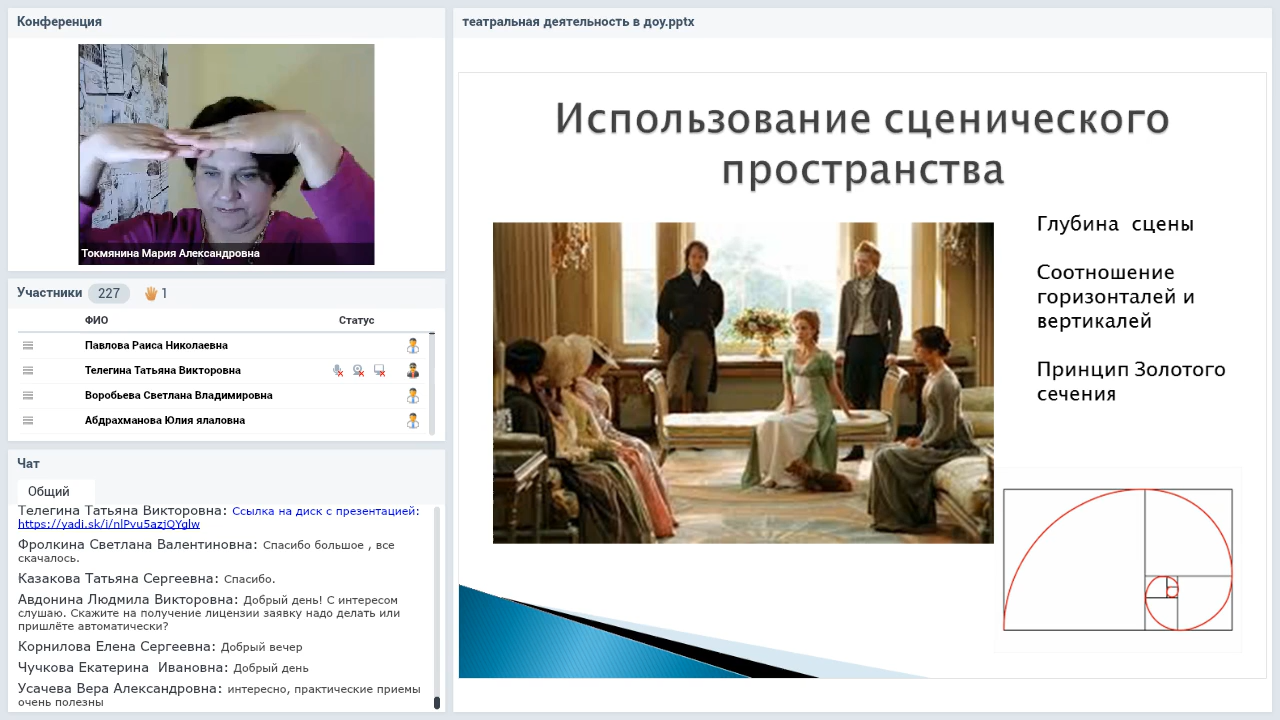 Конференция
Токмянина Мария Александровна
Участники 227 1
ФИО Статус
Павлова Раиса Николаевна
Телегина Татьяна Викторовна
Воробьева Светлана Владимировна
Абдрахманова Юлия ялаловна
Чат
Общий
Телегина Татьяна Викторовна: Ссылка на диск с презентацией:
https://yadi.sk/i/nlPvu5azjQYglw
Фролкина Светлана Валентиновна: Спасибо большое , все
скачалось.
Казакова Татьяна Сергеевна: Спасибо.
Авдонина Людмила Викторовна: Добрый день! С интересом
слушаю. Скажите на получение лицензии заявку надо делать или
пришлёте автоматически?
Корнилова Елена Сергеевна: Добрый вечер
Чучкова Екатерина  Ивановна: Добрый день
Усачева Вера Александровна: интересно, практические приемы
очень полезны
театральная деятельность в доу.pptx
Использование сценического
пространства
Глубина  сцены
Соотношение
горизонталей и
вертикалей
Принцип Золотого
сечения